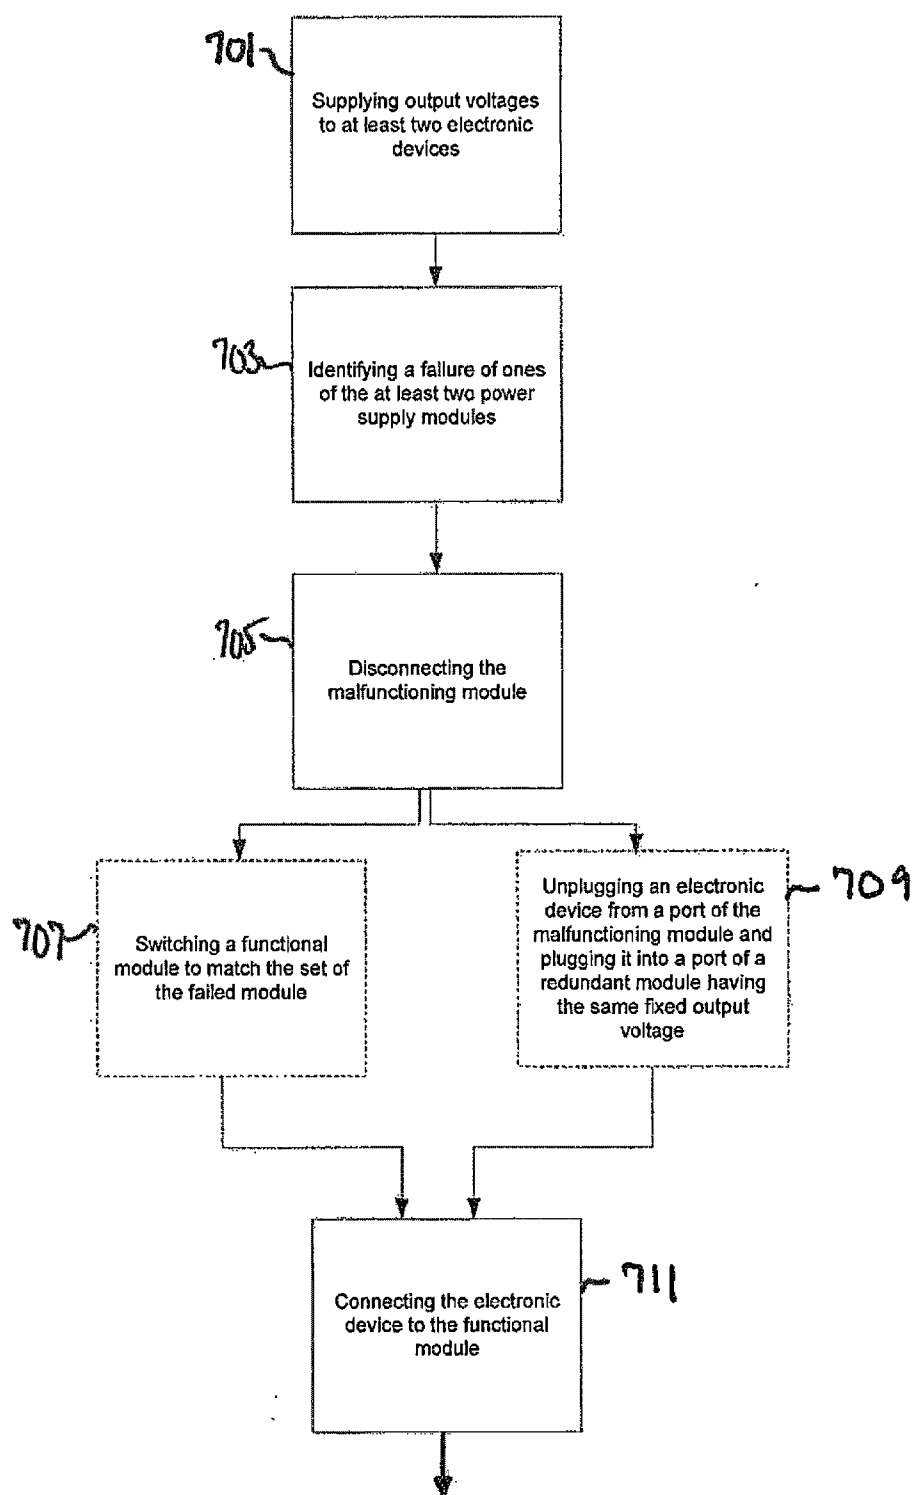 701
Supplying output voltages
to at least two electronic
devices
703
Identifying a failure of ones
of the at least two power
supply modules
705
Disconnecting the
malfunctioning module
707
Switching a functional
module to match the set of
the failed module
709
Unplugging an electronic
device from a port of the
malfunctioning module and
plugging it into a port of a
redundant module having
the same fixed output
voltage
711
Connecting the electronic
device to the functional
module